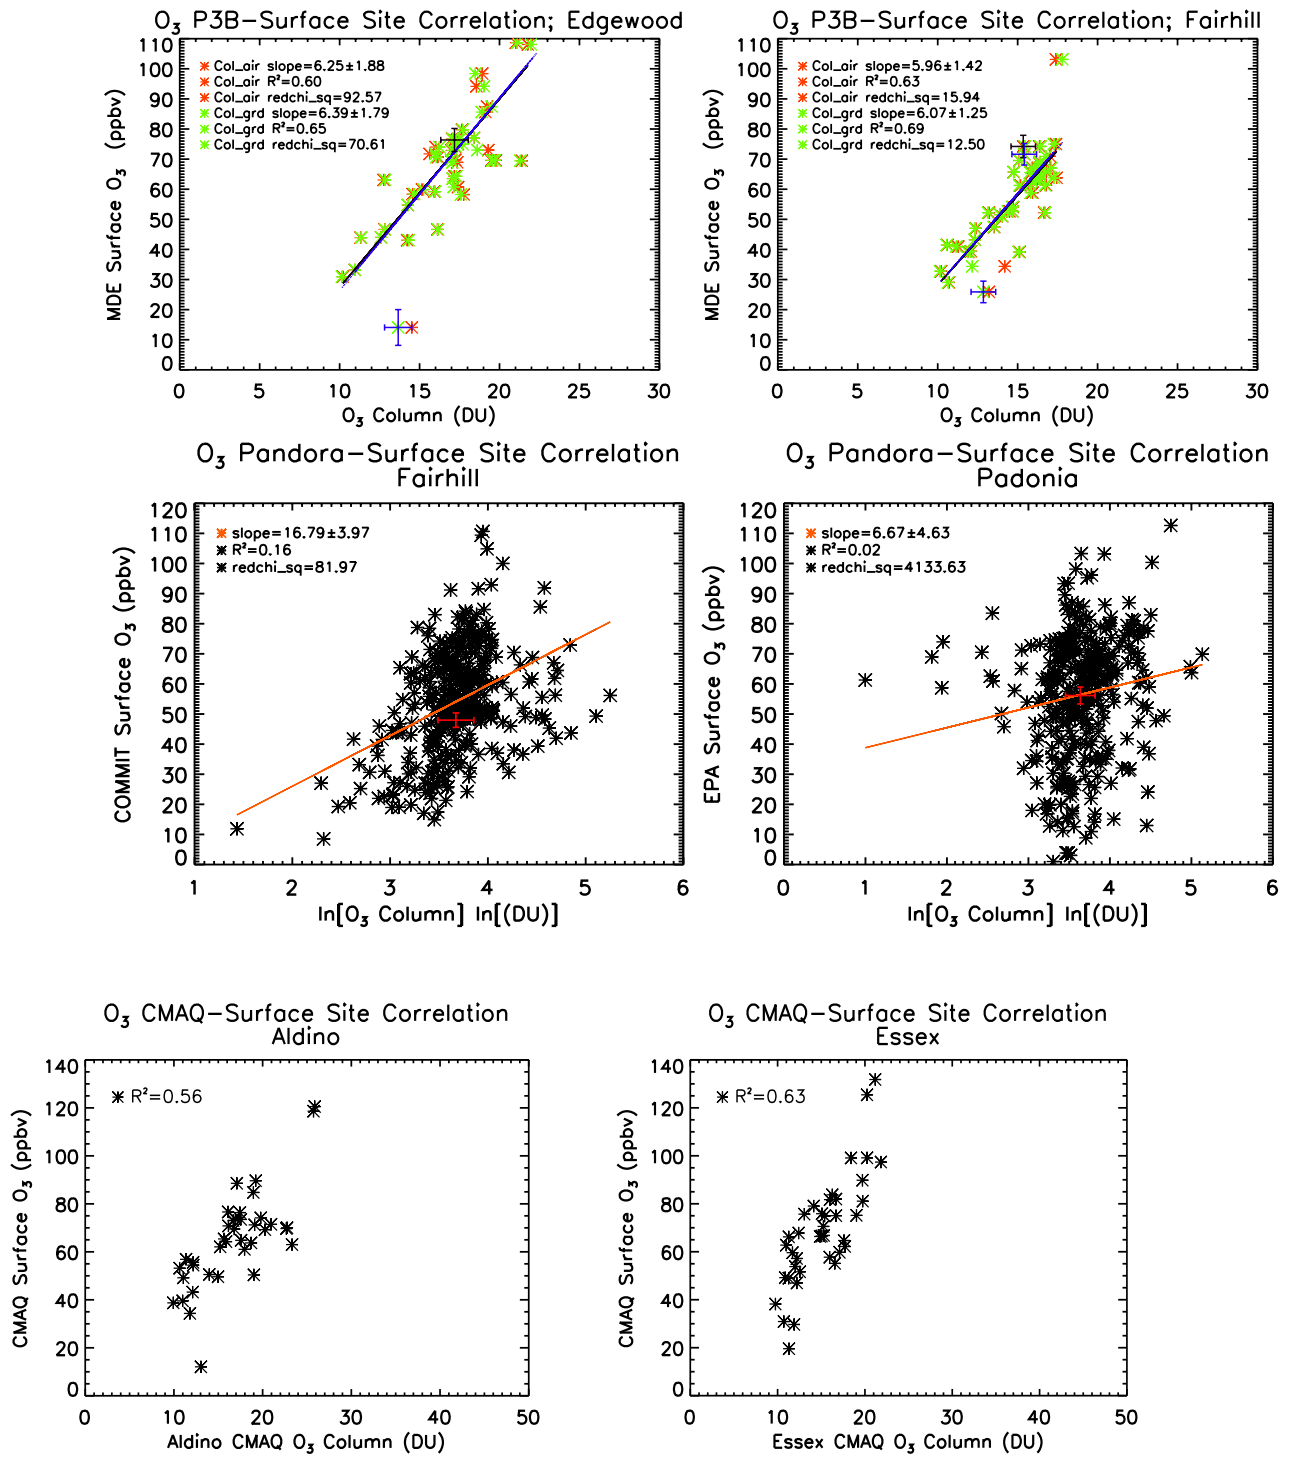 O₃ P3B–Surface Site Correlation; Edgewood
MDE Surface O₃ (ppbv)
110
100
90
80
70
60
50
40
30
20
10
0
Col_air slope=6.25±1.88
Col_air R²=0.60
Col_air redchi_sq=92.57
Col_grd slope=6.39±1.79
Col_grd R²=0.65
Col_grd redchi_sq=70.61
0 5 10 15 20 25 30
O₃ Column (DU)
O₃ P3B–Surface Site Correlation; Fairhill
MDE Surface O₃ (ppbv)
110
100
90
80
70
60
50
40
30
20
10
0
Col_air slope=5.96±1.42
Col_air R²=0.63
Col_air redchi_sq=15.94
Col_grd slope=6.07±1.25
Col_grd R²=0.69
Col_grd redchi_sq=12.50
0 5 10 15 20 25 30
O₃ Column (DU)
O₃ Pandora–Surface Site Correlation
Fairhill
COMMIT Surface O₃ (ppbv)
120
110
100
90
80
70
60
50
40
30
20
10
0
slope=16.79±3.97
R²=0.16
redchi_sq=81.97
1 2 3 4 5 6
ln[O₃ Column] ln[(DU)]
O₃ Pandora–Surface Site Correlation
Padonia
EPA Surface O₃ (ppbv)
120
110
100
90
80
70
60
50
40
30
20
10
0
slope=6.67±4.63
R²=0.02
redchi_sq=4133.63
0 1 2 3 4 5 6
ln[O₃ Column] ln[(DU)]
O₃ CMAQ–Surface Site Correlation
Aldino
CMAQ Surface O₃ (ppbv)
140
120
100
80
60
40
20
0
R²=0.56
0 10 20 30 40 50
Aldino CMAQ O₃ Column (DU)
O₃ CMAQ–Surface Site Correlation
Essex
CMAQ Surface O₃ (ppbv)
140
120
100
80
60
40
20
0
R²=0.63
0 10 20 30 40 50
Essex CMAQ O₃ Column (DU)